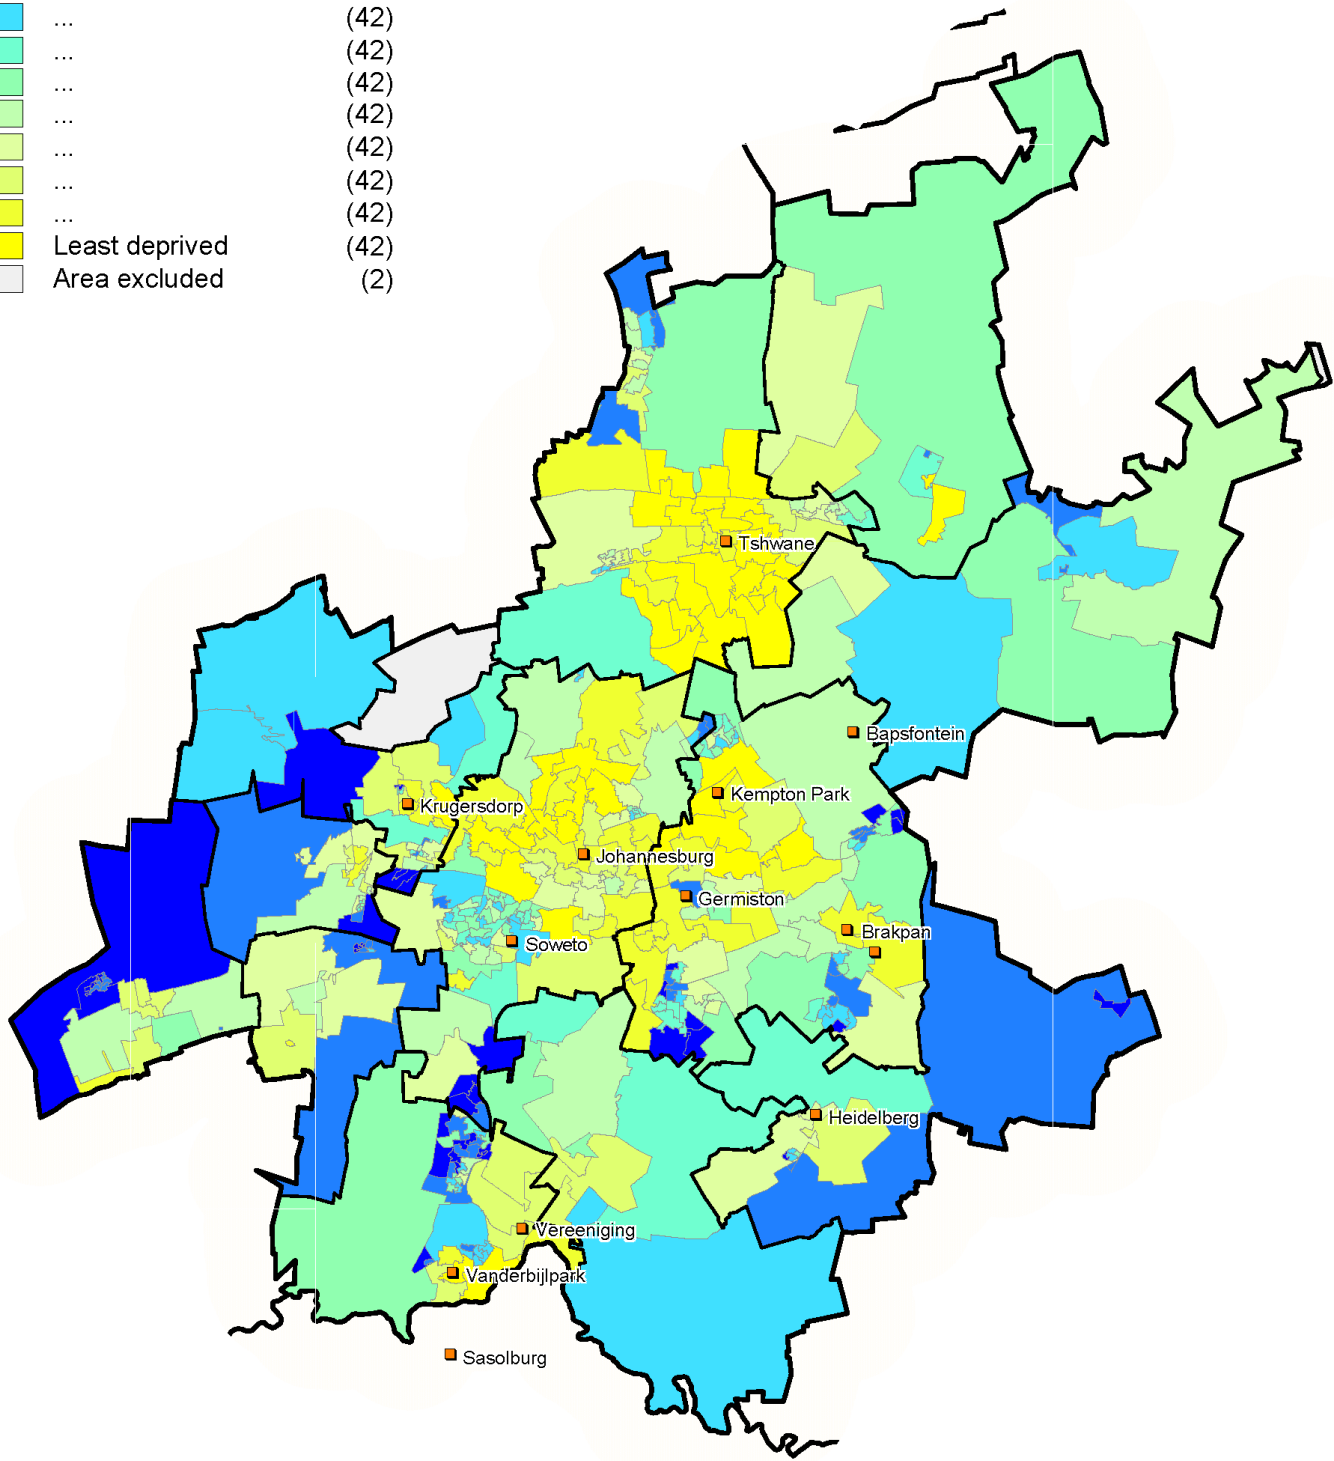 ... (42)
... (42)
... (42)
... (42)
... (42)
... (42)
... (42)
Least deprived (42)
Area excluded (2)
Tshwane
Bapsfontein
Kempton Park
Krugersdorp
Johannesburg
Germiston
Brakpan
Soweto
Heidelberg
Vereeniging
Vanderbijlpark
Sasolburg